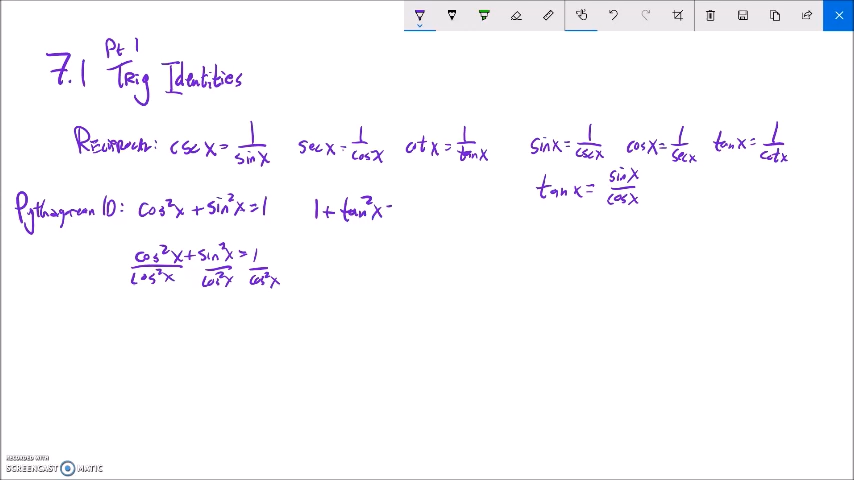 Pt 1
7.1 Trig Identities
Reciprocal: csc x = 1/sin x   sec x = 1/cos x   cot x = 1/tan x   sin x = 1/csc x   cos x = 1/sec x   tan x = 1/cot x
tan x = sin x/cos x
Pythagorean ID: cos²x + sin²x = 1   1 + tan²x -
cos²x/cos²x + sin²x/cos²x = 1/cos²x
RECORDED WITH
SCREENCAST MATIC